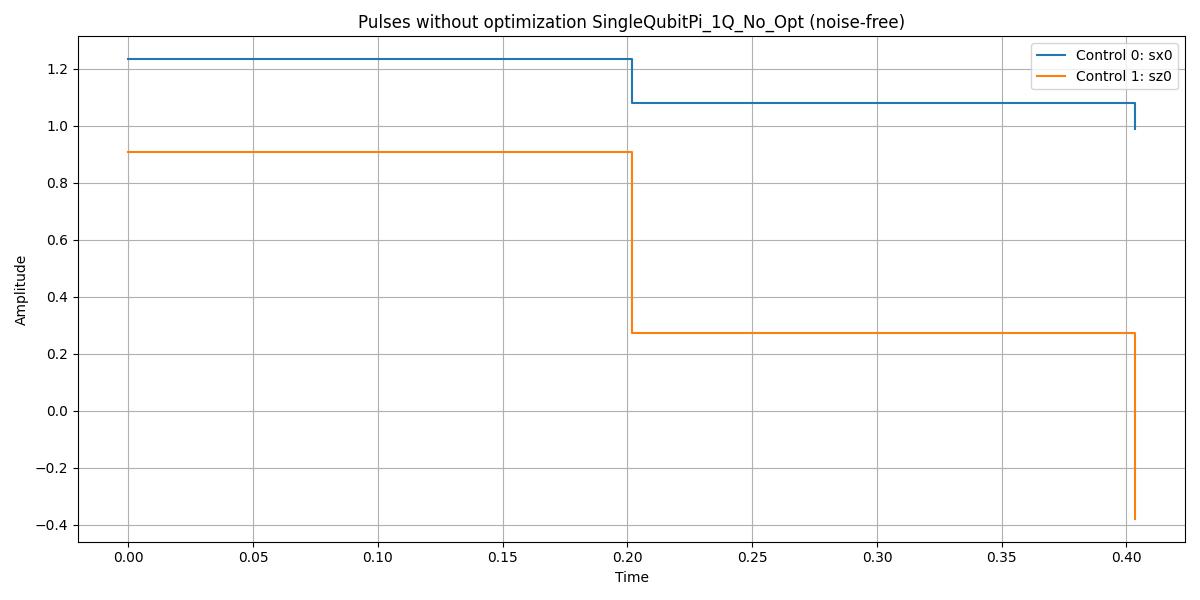 Pulses without optimization SingleQubitPi_1Q_No_Opt (noise-free)
Control 0: sx0
Control 1: sz0
Amplitude
1.2
1.0
0.8
0.6
0.4
0.2
0.0
−0.2
−0.4
0.00 0.05 0.10 0.15 0.20 0.25 0.30 0.35 0.40
Time